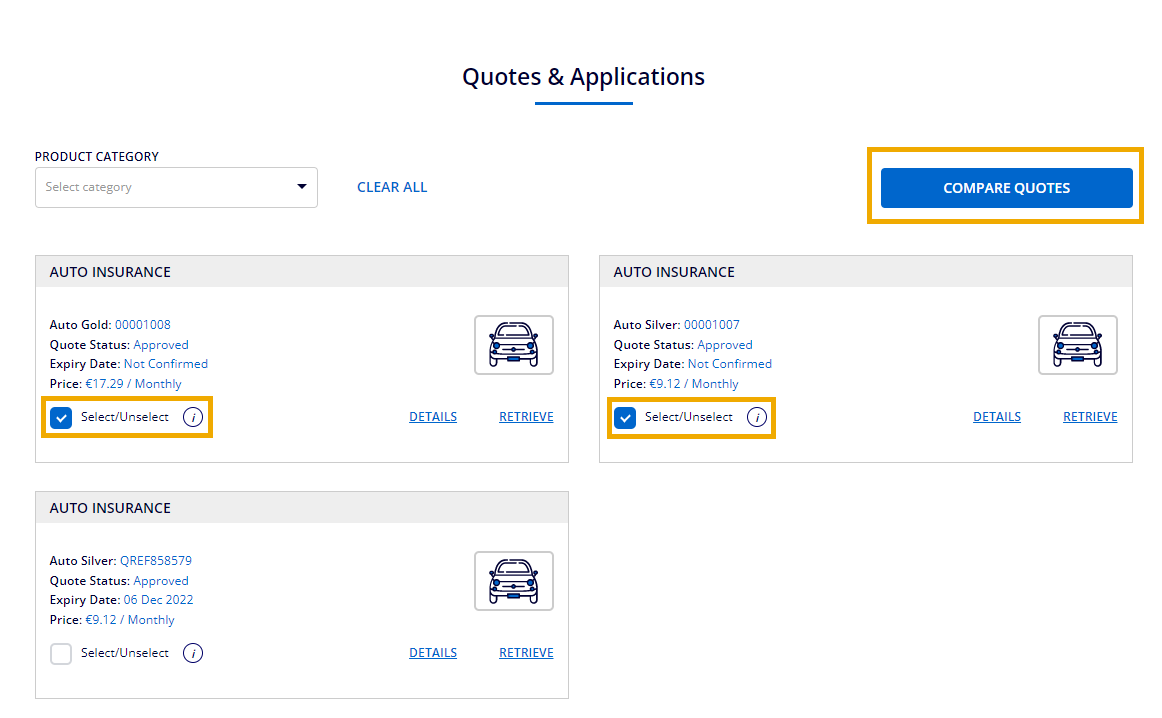 Quotes & Applications
PRODUCT CATEGORY
Select category
CLEAR ALL
COMPARE QUOTES
AUTO INSURANCE
Auto Gold: 00001008
Quote Status: Approved
Expiry Date: Not Confirmed
Price: €17.29 / Monthly
Select/Unselect i DETAILS RETRIEVE
AUTO INSURANCE
Auto Silver: 00001007
Quote Status: Approved
Expiry Date: Not Confirmed
Price: €9.12 / Monthly
Select/Unselect i DETAILS RETRIEVE
AUTO INSURANCE
Auto Silver: QREF858579
Quote Status: Approved
Expiry Date: 06 Dec 2022
Price: €9.12 / Monthly
Select/Unselect i DETAILS RETRIEVE